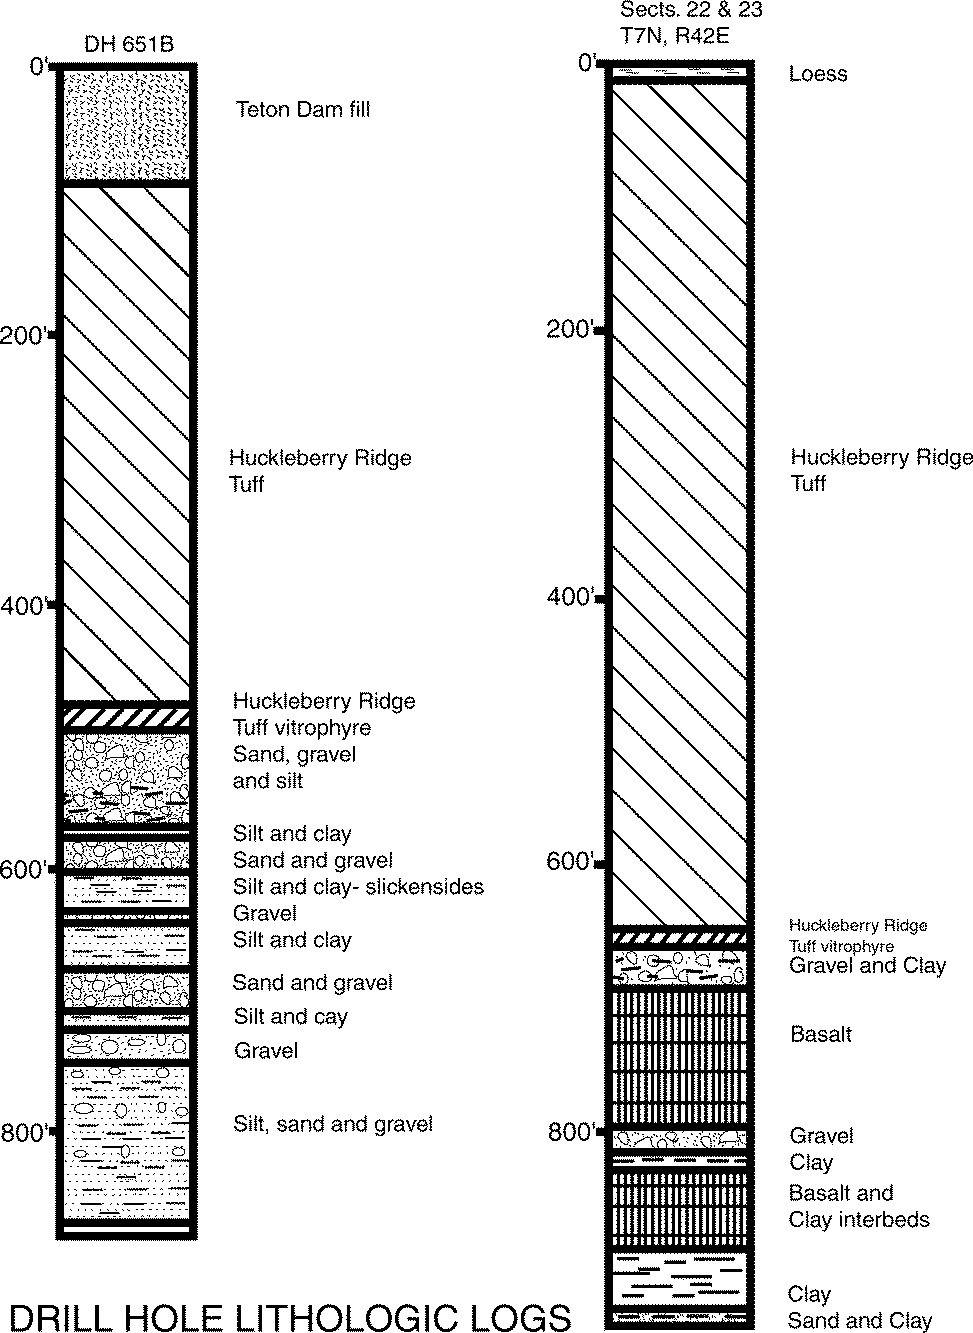 DH 651B
0'
Teton Dam fill
200'
Huckleberry Ridge
Tuff
400'
Huckleberry Ridge
Tuff vitrophyre
Sand, gravel
and silt
Silt and clay
Sand and gravel
600'
Silt and clay- slickensides
Gravel
Silt and clay
Sand and gravel
Silt and cay
Gravel
800'
Silt, sand and gravel
Sects. 22 & 23
T7N, R42E
0'
Loess
200'
Huckleberry Ridge
Tuff
400'
600'
Huckleberry Ridge
Tuff vitrophyre
Gravel and Clay
Basalt
800'
Gravel
Clay
Basalt and
Clay interbeds
Clay
Sand and Clay
DRILL HOLE LITHOLOGIC LOGS